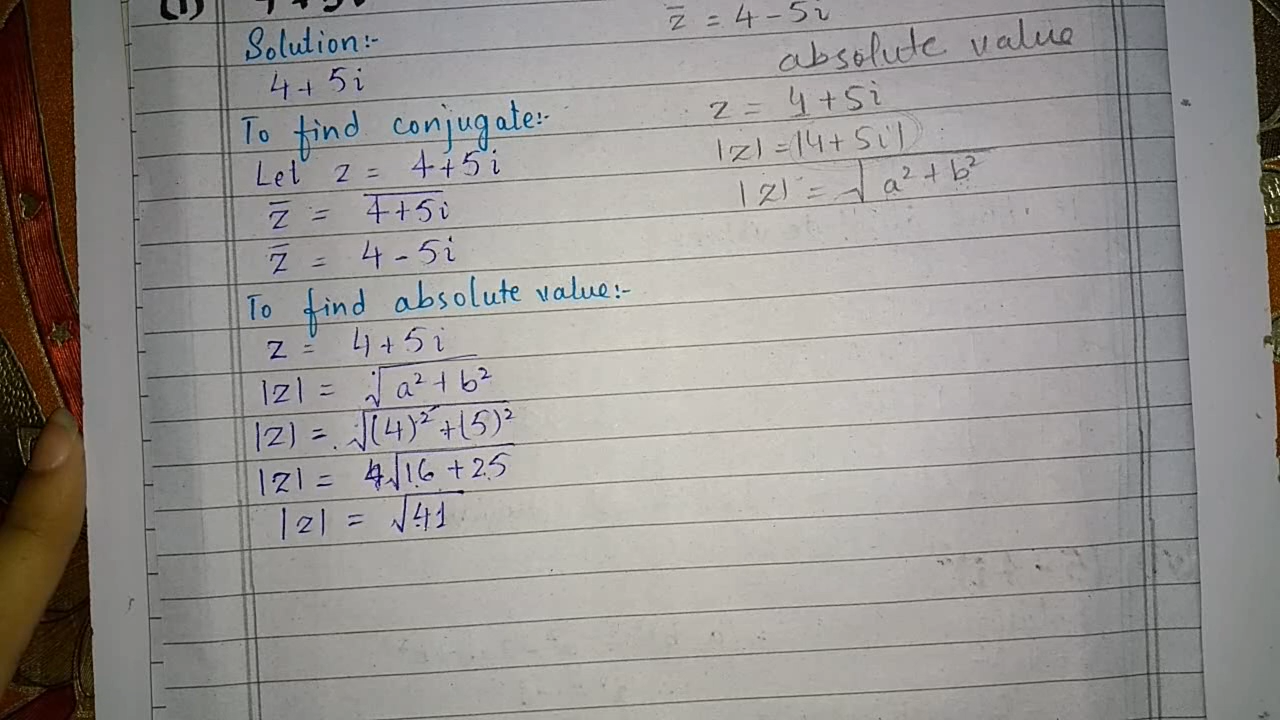 (1) 4+5i
Solution:-
4+5i
To find conjugate:-
Let z = 4+5i
z̅ = 4+5i̅
z̅ = 4-5i
To find absolute value:-
z = 4+5i
|z| = √a²+b²
|z| = √(4)²+(5)²
|z| = √16+25
|z| = √41
z̅ = 4-5i
absolute value
z = 4+5i
|z| = |4+5i|
|z| = √a²+b²